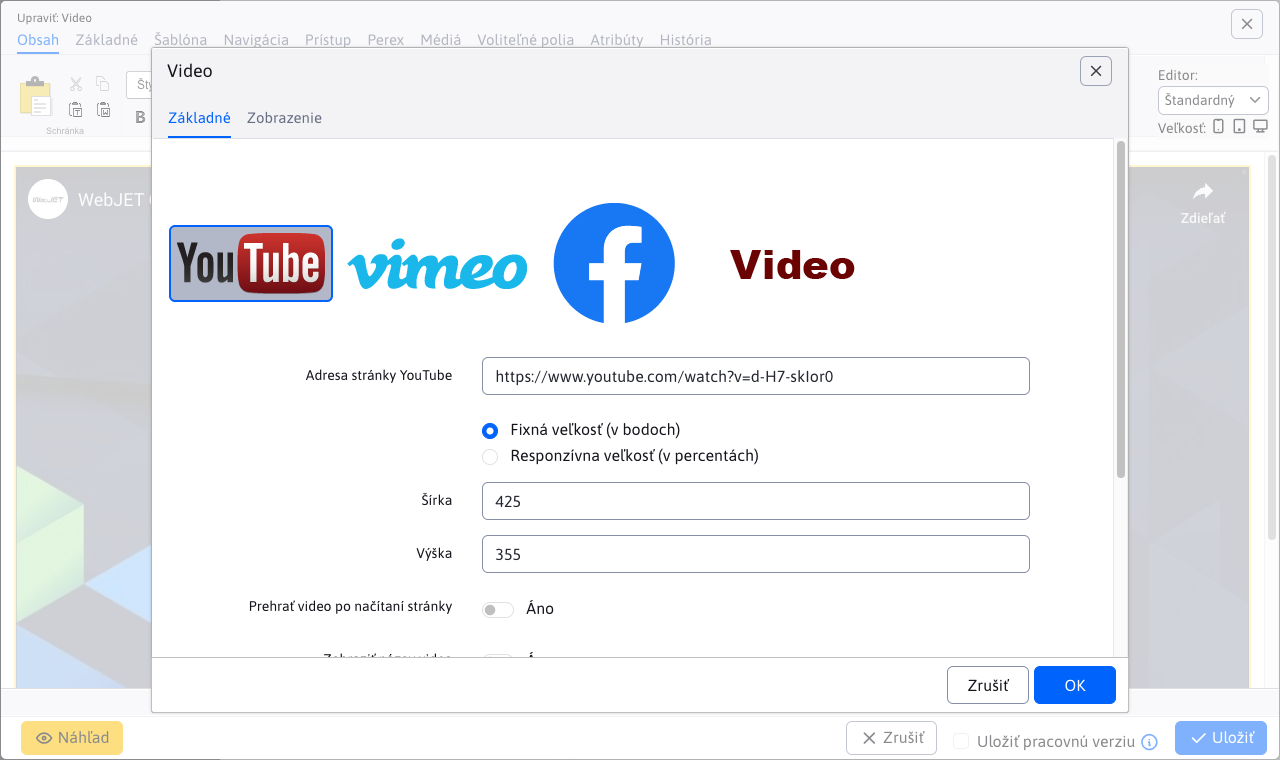 Upraviť: Video
Obsah Základné Šablóna Navigácia Prístup Perex Médiá Voliteľné polia Atribúty História
Video
Editor:
Štandardný
Veľkosť:
Schránka
B
Základné Zobrazenie
WebJET
Zdieľať
YouTube vimeo Video
Adresa stránky YouTube https://www.youtube.com/watch?v=d-H7-skIor0
Fixná veľkosť (v bodoch)
Responzívna veľkosť (v percentách)
Šírka 425
Výška 355
Prehrať video po načítaní stránky Áno
Zrušiť OK
Náhľad Zrušiť Uložiť pracovnú verziu Uložiť